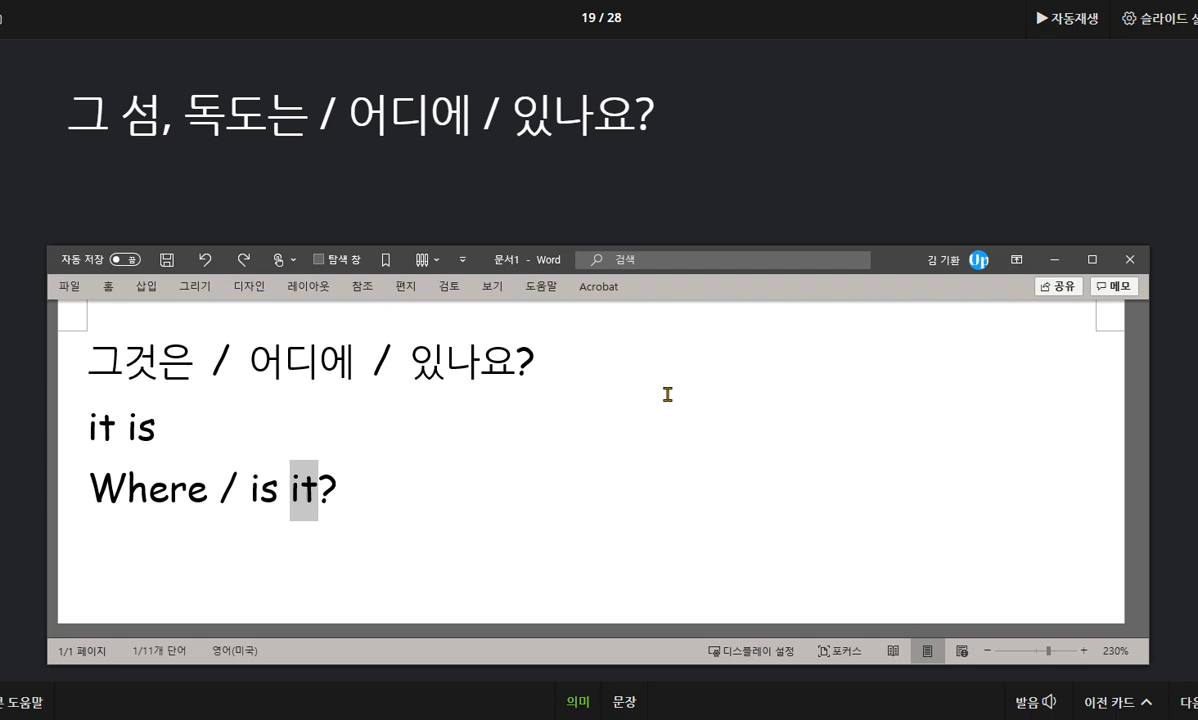 19 / 28
▶ 자동재생
슬라이드
그 섬, 독도는 / 어디에 / 있나요?
자동 저장 끔 탐색 창 문서1 - Word 검색 김 기환 Up
파일 홈 삽입 그리기 디자인 레이아웃 참조 편지 검토 보기 도움말 Acrobat 공유 메모
그것은 / 어디에 / 있나요?
it is
Where / is it?
1/1 페이지 1/11개 단어 영어(미국) 디스플레이 설정 포커스 − + 230%
도움말 의미 문장 발음 이전 카드